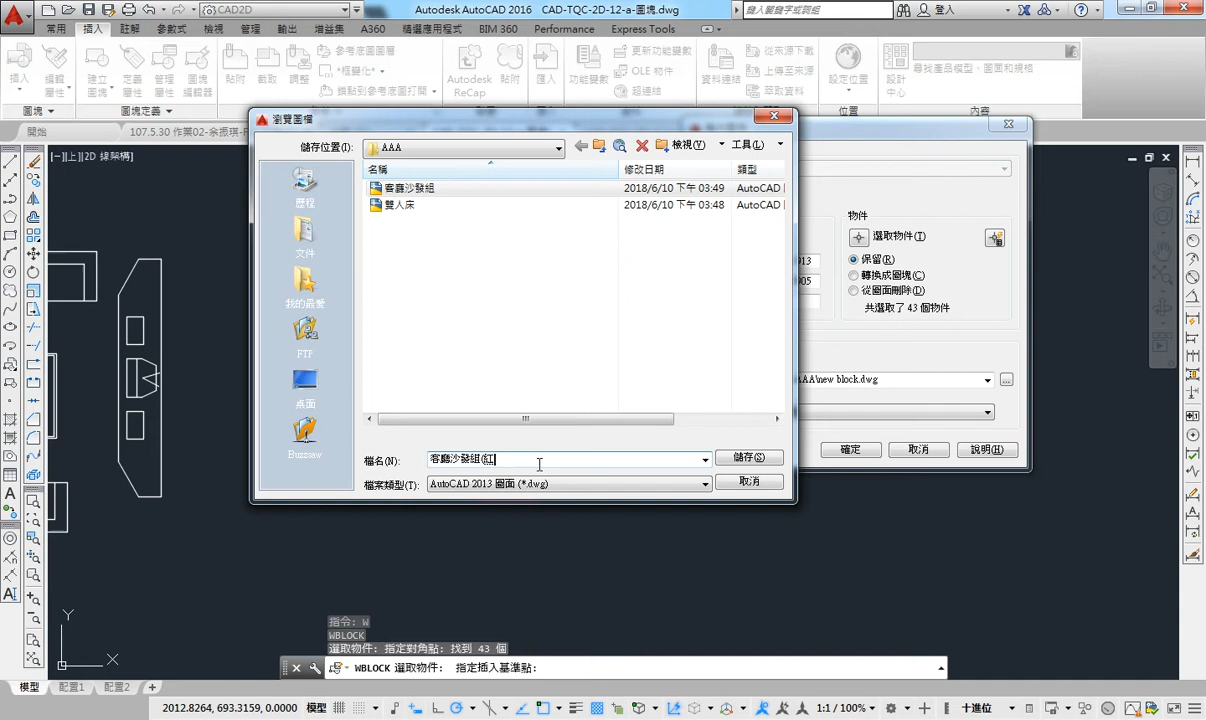 CAD2D
Autodesk AutoCAD 2016 CAD-TQC-2D-12-a-圖塊.dwg
鍵入關鍵字或詞組
登入
常用 插入 註解 參數式 檢視 管理 輸出 增益集 A360 精選應用程式 BIM 360 Performance Express Tools
插入 編輯屬性 建立圖塊 定義屬性 管理屬性 圖塊編輯器 貼附 截取 調整
參考底圖圖層
*框變化*
鎖點到參考底圖打開
Autodesk ReCap
貼附 匯入 功能變數
更新功能變數
OLE 物件
超連結
資料連結
從來源下載
上傳至來源
萃取資料
設定位置
設計中心
尋找產品模型、圖面和規格
圖塊 圖塊定義 位置 內容
開始
[−][上][2D 線架構]
瀏覽圖檔
儲存位置(I): AAA 檢視(V) 工具(L)
名稱 修改日期 類型
客廳沙發組 2018/6/10 下午 03:49 AutoCAD
雙人床 2018/6/10 下午 03:48 AutoCAD
歷程
文件
我的最愛
FTP
桌面
Buzzsaw
檔名(N): 客廳沙發組(紅 儲存(S)
檔案類型(T): AutoCAD 2013 圖面 (*.dwg) 取消
物件
選取物件(T)
保留(R)
轉換成圖塊(C)
從圖面刪除(D)
共選取了 43 個物件
913
905
AA\new block.dwg
...
確定 取消 說明(H)
Y
X
指令: W
WBLOCK
選取物件: 指定對角點: 找到 43 個
WBLOCK 選取物件: 指定插入基準點:
模型 配置1 配置2 +
2012.8264, 693.3159, 0.0000 模型 1:1 / 100% 十進位